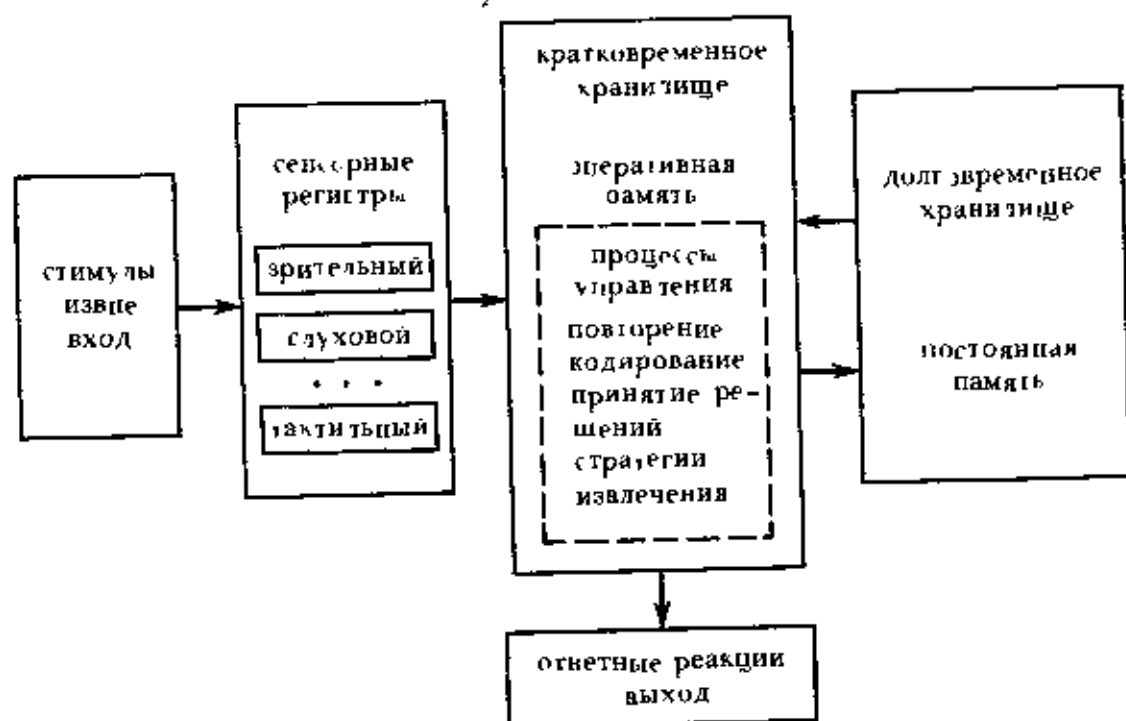 стимулы
извне
вход
сенсорные
регистры
зрительный
слуховой
. . .
тактильный
кратковременное
хранилище
оперативная
память
процессы
управления
повторение
кодирование
принятие ре-
шений
стратегии
извлечения
долговременное
хранилище
постоянная
память
ответные реакции
выход